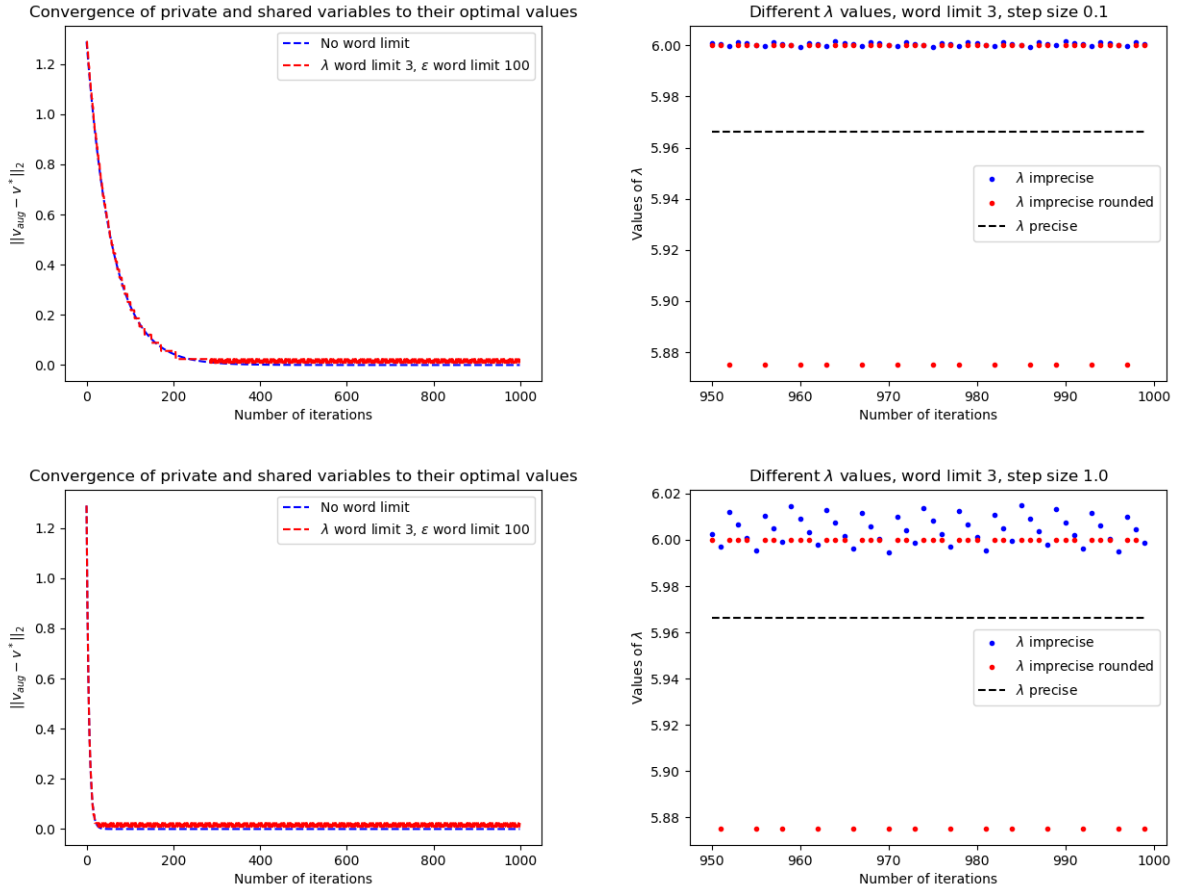 Convergence of private and shared variables to their optimal values
No word limit
λ word limit 3, ε word limit 100
||v_aug − v*||₂
1.2
1.0
0.8
0.6
0.4
0.2
0.0
0
200
400
600
800
1000
Number of iterations
Different λ values, word limit 3, step size 0.1
Values of λ
6.00
5.98
5.96
5.94
5.92
5.90
5.88
λ imprecise
λ imprecise rounded
λ precise
950
960
970
980
990
1000
Number of iterations
Convergence of private and shared variables to their optimal values
No word limit
λ word limit 3, ε word limit 100
||v_aug − v*||₂
1.2
1.0
0.8
0.6
0.4
0.2
0.0
0
200
400
600
800
1000
Number of iterations
Different λ values, word limit 3, step size 1.0
Values of λ
6.02
6.00
5.98
5.96
5.94
5.92
5.90
5.88
λ imprecise
λ imprecise rounded
λ precise
950
960
970
980
990
1000
Number of iterations